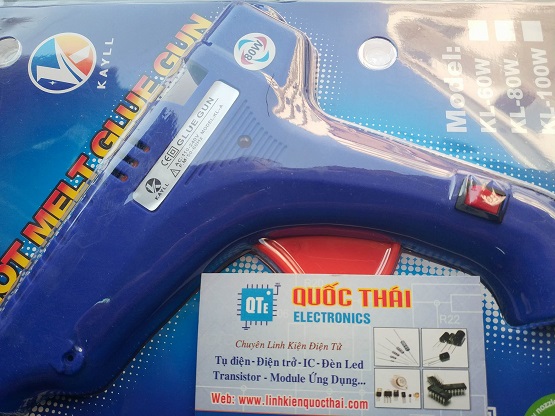 KAYLL
80W
HOT MELT GLUE GUN
GLUE GUN
KAYLL
Model:
KL-60W
KL-80W
KL-100W
QTE
QUỐC THÁI
ELECTRONICS
Chuyên Linh Kiện Điện Tử
Tụ điện - Điện trở - IC - Đèn Led
Transistor - Module Ứng Dụng...
Web: www.linhkienquocthai.com
R22